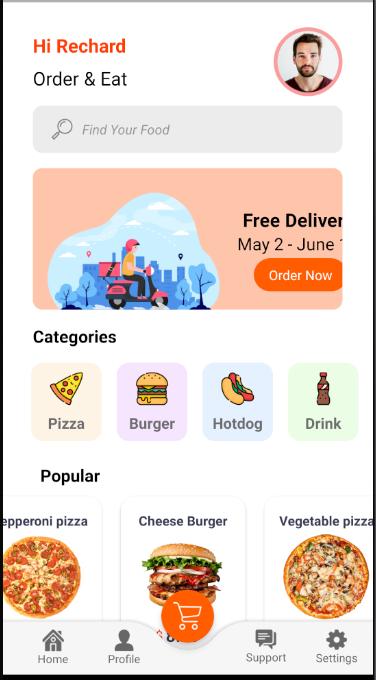 Hi Rechard
Order & Eat
Find Your Food
Free Deliver
May 2 - June
Order Now
Categories
Pizza Burger Hotdog Drink
Popular
epperoni pizza Cheese Burger Vegetable pizza
Home Profile Support Settings